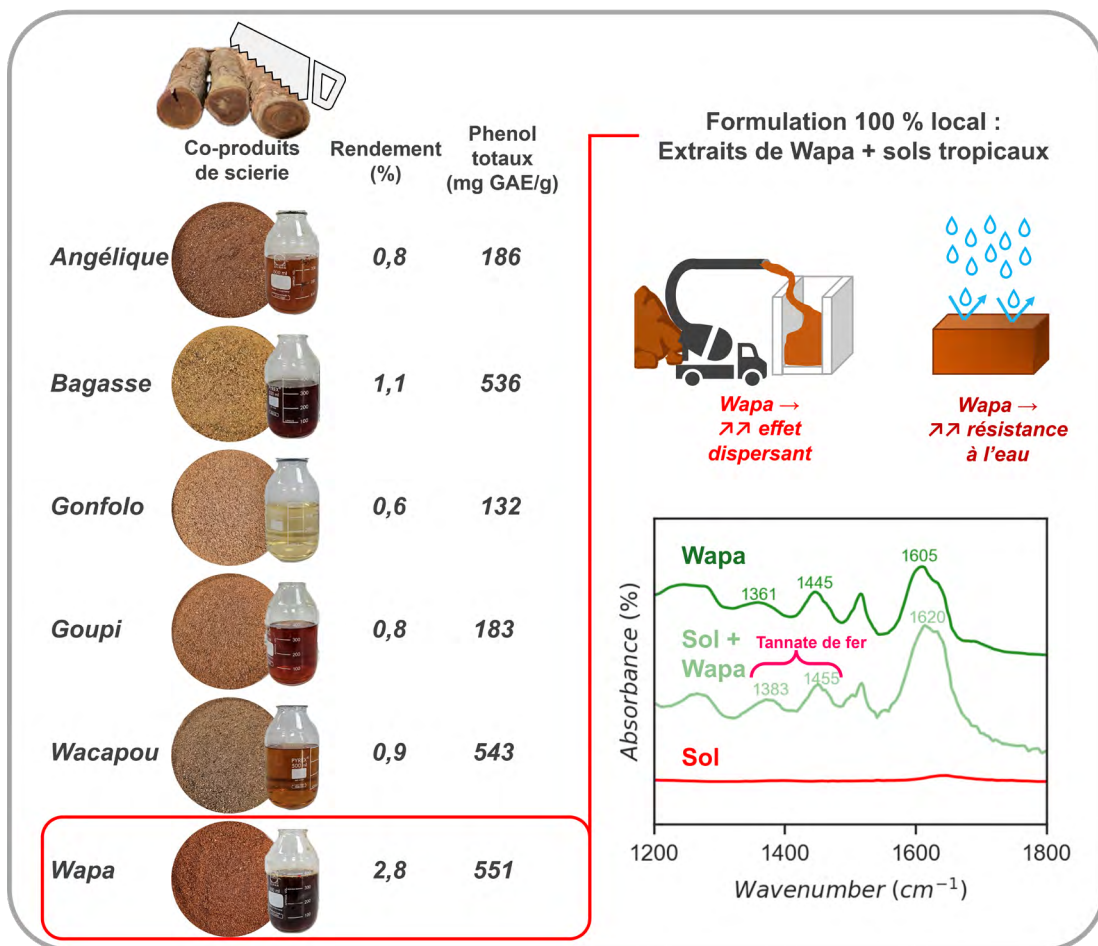 Co-produits
de scierie
Rendement
(%)
Phenol
totaux
(mg GAE/g)
Angélique 0,8 186
Bagasse 1,1 536
Gonfolo 0,6 132
Goupi 0,8 183
Wacapou 0,9 543
Wapa 2,8 551
Formulation 100 % local :
Extraits de Wapa + sols tropicaux
Wapa →
↗↗ effet
dispersant
Wapa →
↗↗ résistance
à l'eau
Wapa
1361
1445
1605
Sol +
Wapa
Tannate de fer
1383
1455
1620
Sol
Absorbance (%)
1200 1400 1600 1800
Wavenumber (cm⁻¹)